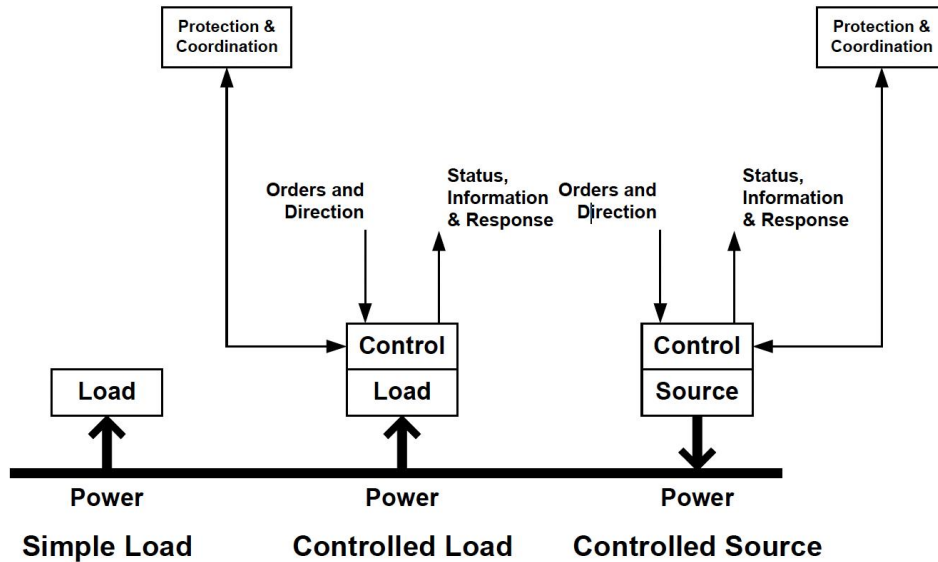 Protection &
Coordination
Protection &
Coordination
Orders and
Direction
Status,
Information
& Response
Orders and
Direction
Status,
Information
& Response
Control
Load
Load
Control
Source
Power
Power
Power
Simple Load
Controlled Load
Controlled Source